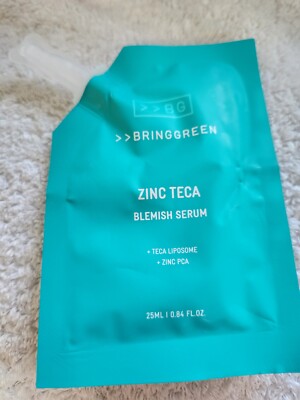 >>BG
>>BRINGGREEN
ZINC TECA
BLEMISH SERUM
+ TECA LIPOSOME
+ ZINC PCA
25ML I 0.84 FL.OZ.